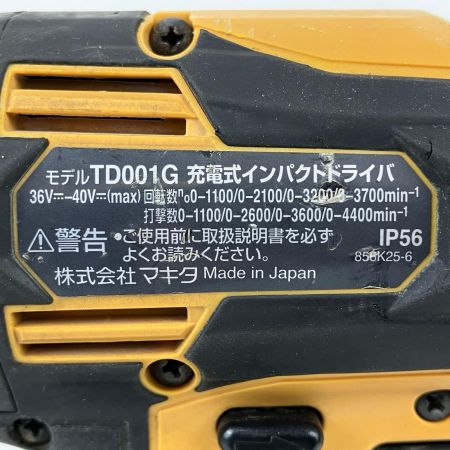 モデルTD001G 充電式インパクトドライバ
36V⎓-40V⎓(max) 回転数 n₀0-1100/0-2100/0-3200/0-3700min⁻¹
打撃数0-1100/0-2600/0-3600/0-4400min⁻¹
⚠警告 ・ご使用前に取扱説明書を必ず
よくお読みください。
IP56
858K25-6
株式会社マキタ Made in Japan